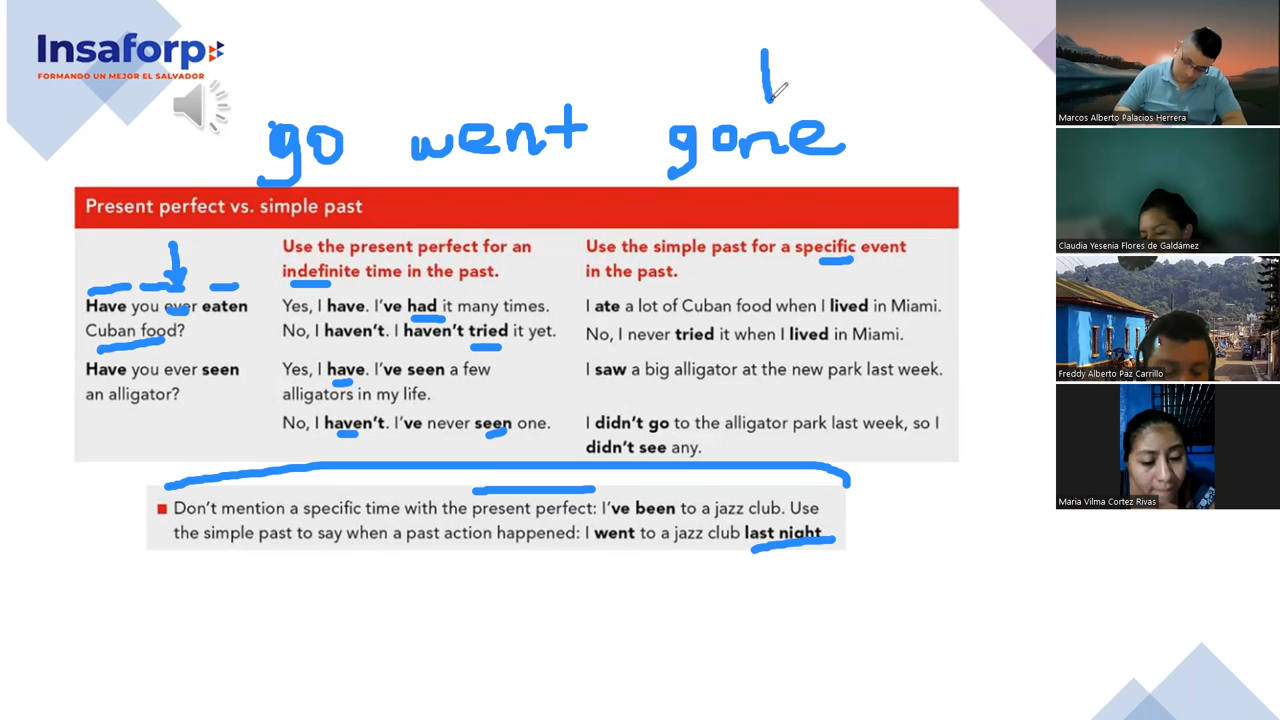 Insaforp
FORMANDO UN MEJOR EL SALVADOR
go went gone
Present perfect vs. simple past
Use the present perfect for an
indefinite time in the past.
Use the simple past for a specific event
in the past.
Have you ever eaten
Cuban food?
Yes, I have. I've had it many times.
No, I haven't. I haven't tried it yet.
I ate a lot of Cuban food when I lived in Miami.
No, I never tried it when I lived in Miami.
Have you ever seen
an alligator?
Yes, I have. I've seen a few
alligators in my life.
No, I haven't. I've never seen one.
I saw a big alligator at the new park last week.
I didn't go to the alligator park last week, so I
didn't see any.
Don't mention a specific time with the present perfect: I've been to a jazz club. Use
the simple past to say when a past action happened: I went to a jazz club last night.
Marcos Alberto Palacios Herrera
Claudia Yesenia Flores de Galdámez
Freddy Alberto Paz Carrillo
Maria Vilma Cortez Rivas